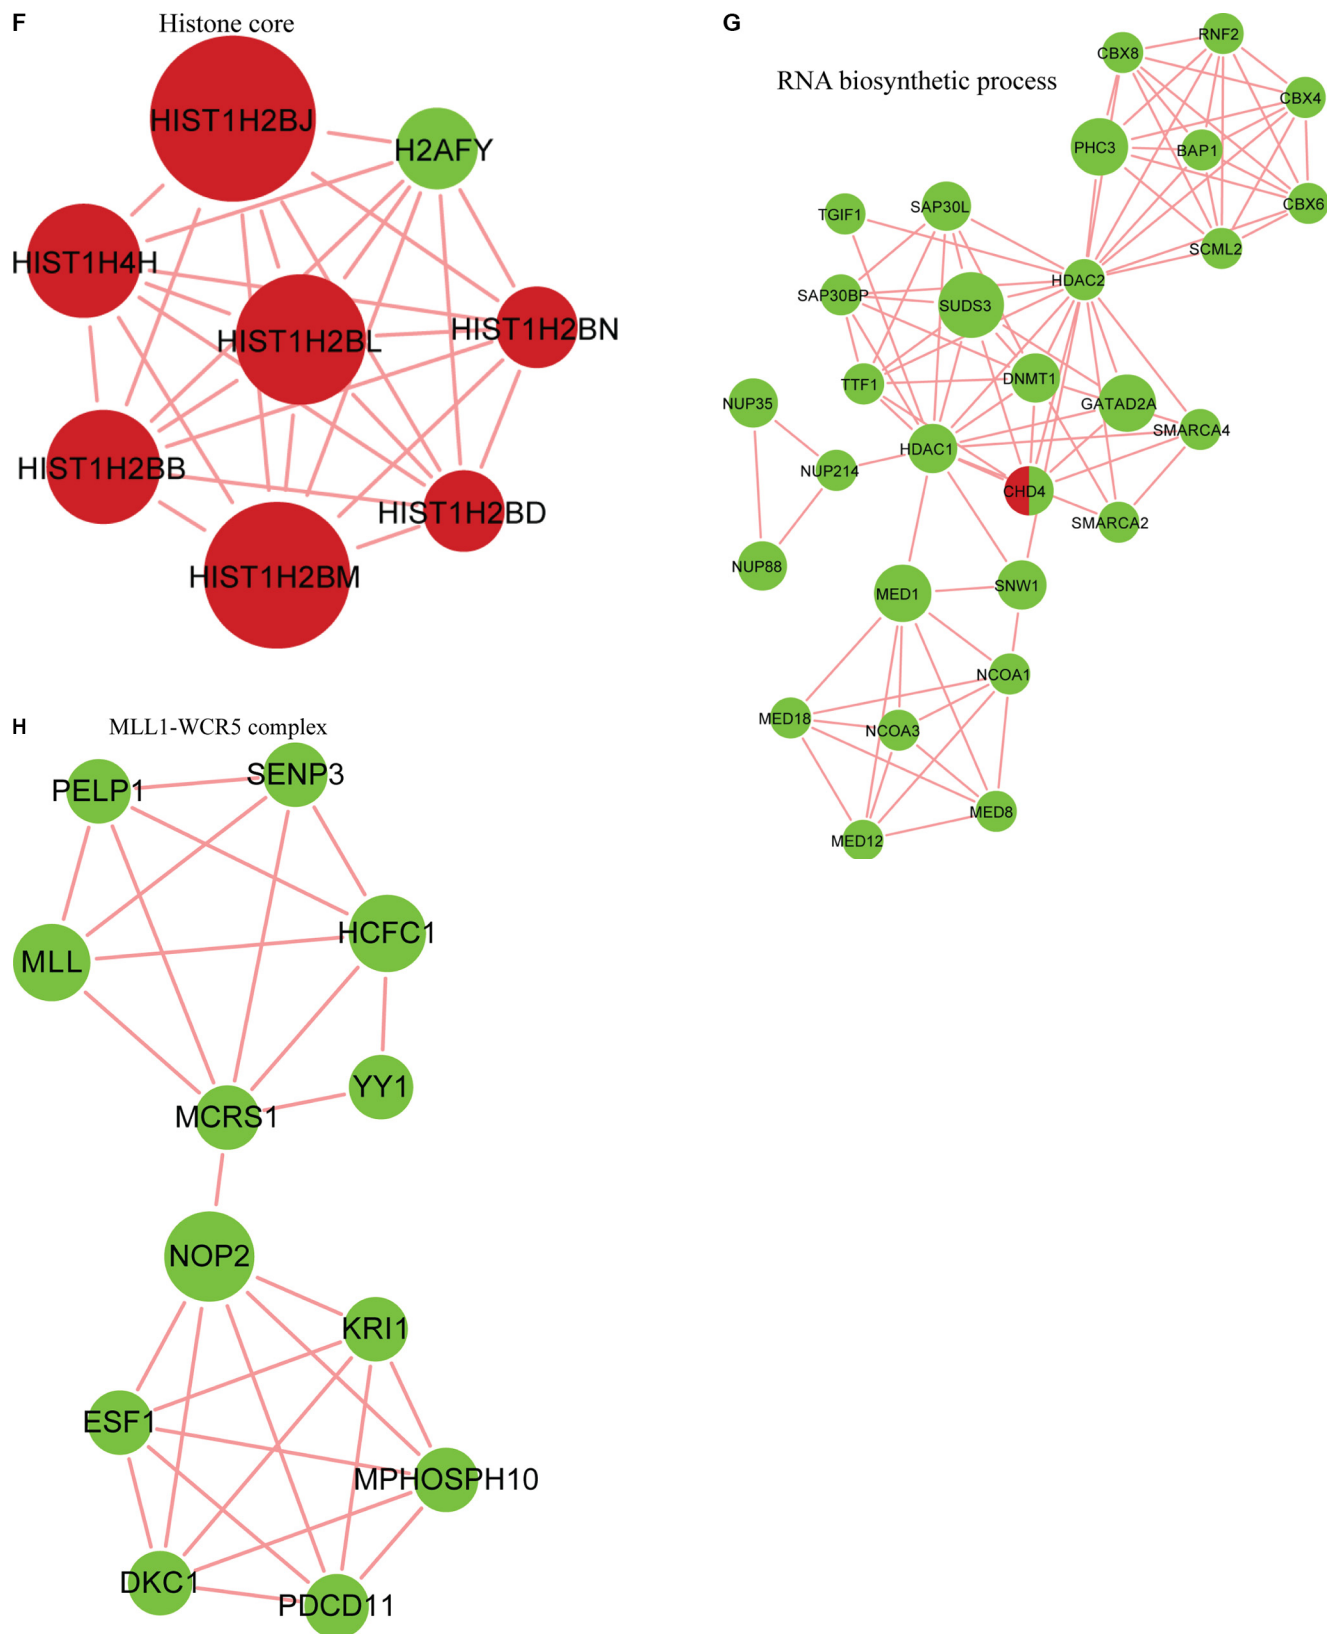 F
Histone core
HIST1H2BJ
H2AFY
HIST1H4H
HIST1H2BN
HIST1H2BL
HIST1H2BB
HIST1H2BD
HIST1H2BM
G
RNA biosynthetic process
RNF2
CBX8
CBX4
PHC3
BAP1
CBX6
SCML2
TGIF1
SAP30L
HDAC2
SAP30BP
SUDS3
TTF1
DNMT1
GATAD2A
SMARCA4
NUP35
HDAC1
NUP214
CHD4
SMARCA2
NUP88
MED1
SNW1
NCOA1
MED18
NCOA3
MED8
MED12
H
MLL1-WCR5 complex
PELP1
SENP3
HCFC1
MLL
YY1
MCRS1
NOP2
KRI1
ESF1
MPHOSPH10
DKC1
PDCD11